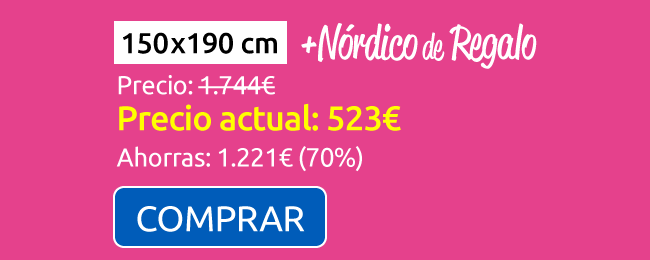 150x190 cm +Nórdico de Regalo
Precio: 1.744€
Precio actual: 523€
Ahorras: 1.221€ (70%)
COMPRAR